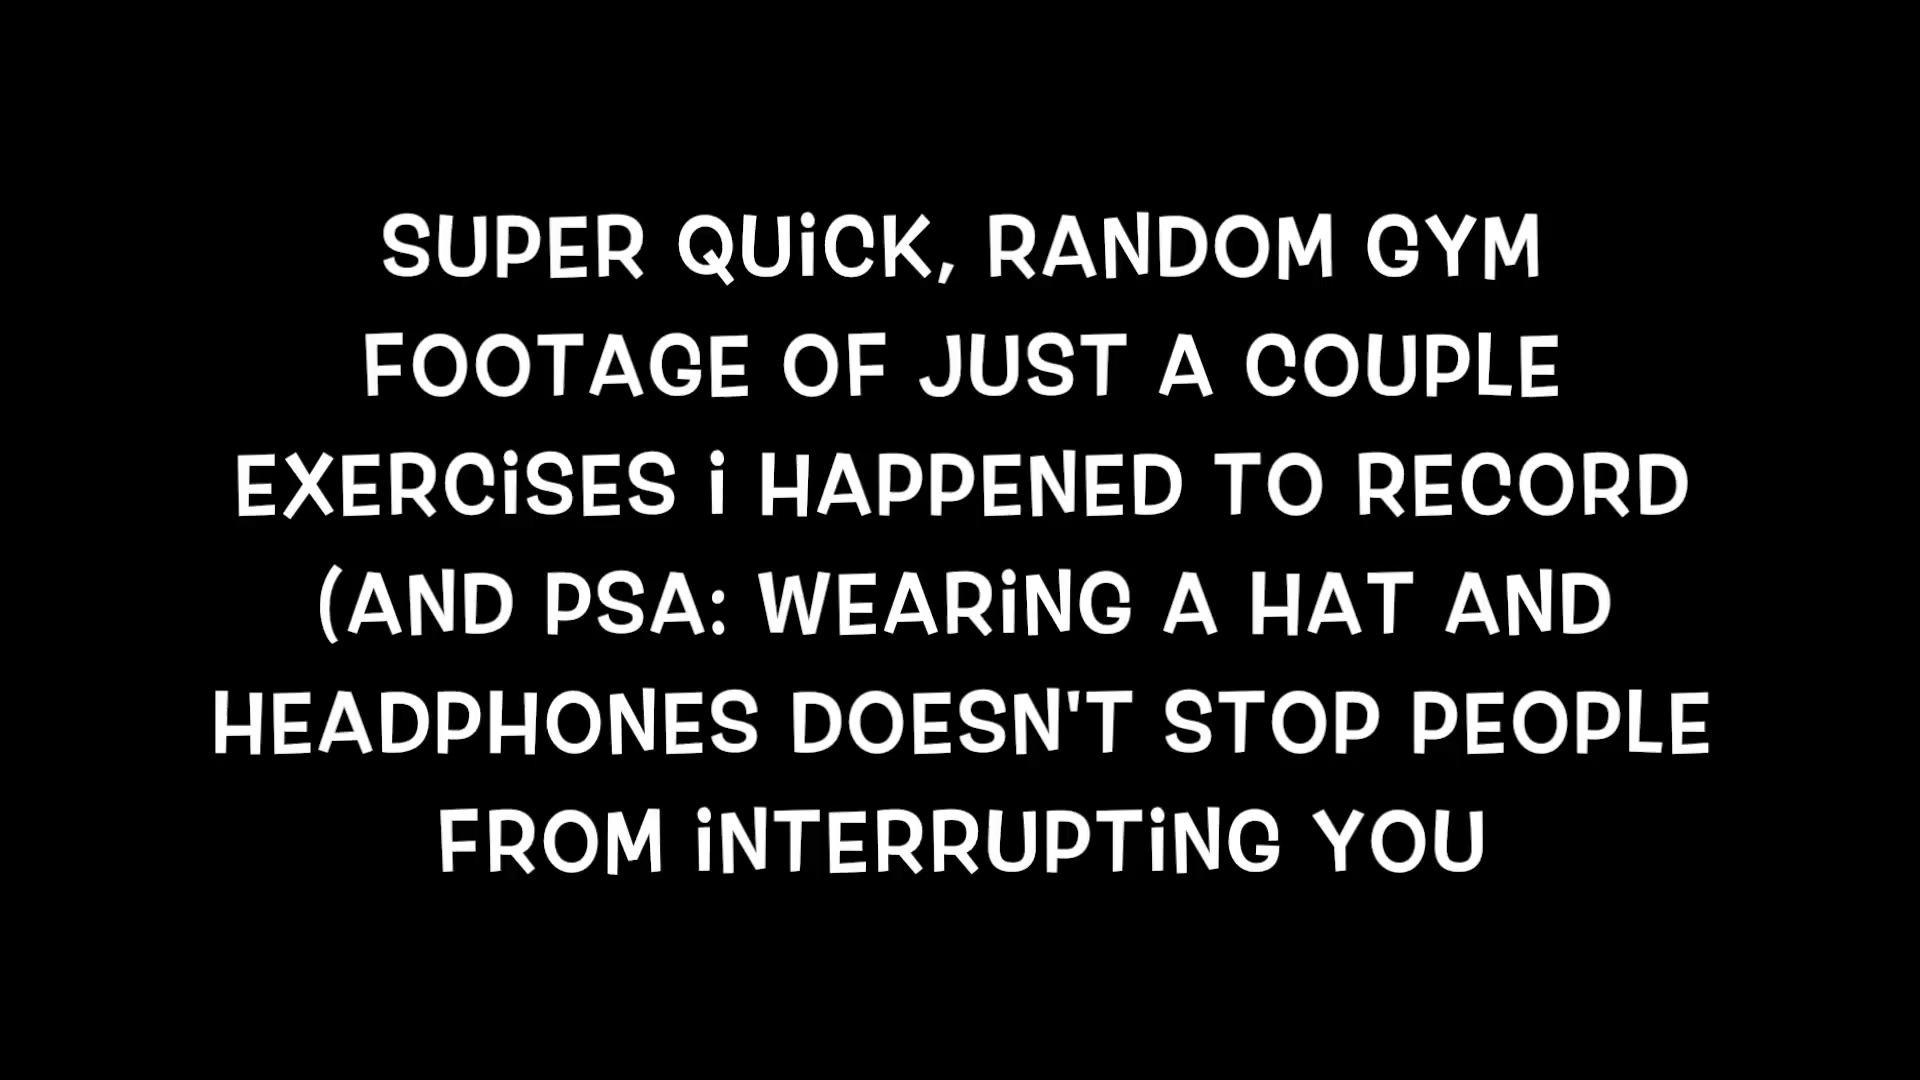 SUPER QUiCK, RANDOM GYM
FOOTAGE OF JUST A COUPLE
EXERCiSES i HAPPENED TO RECORD
(AND PSA: WEARiNG A HAT AND
HEADPHONES DOESN'T STOP PEOPLE
FROM iNTERRUPTiNG YOU